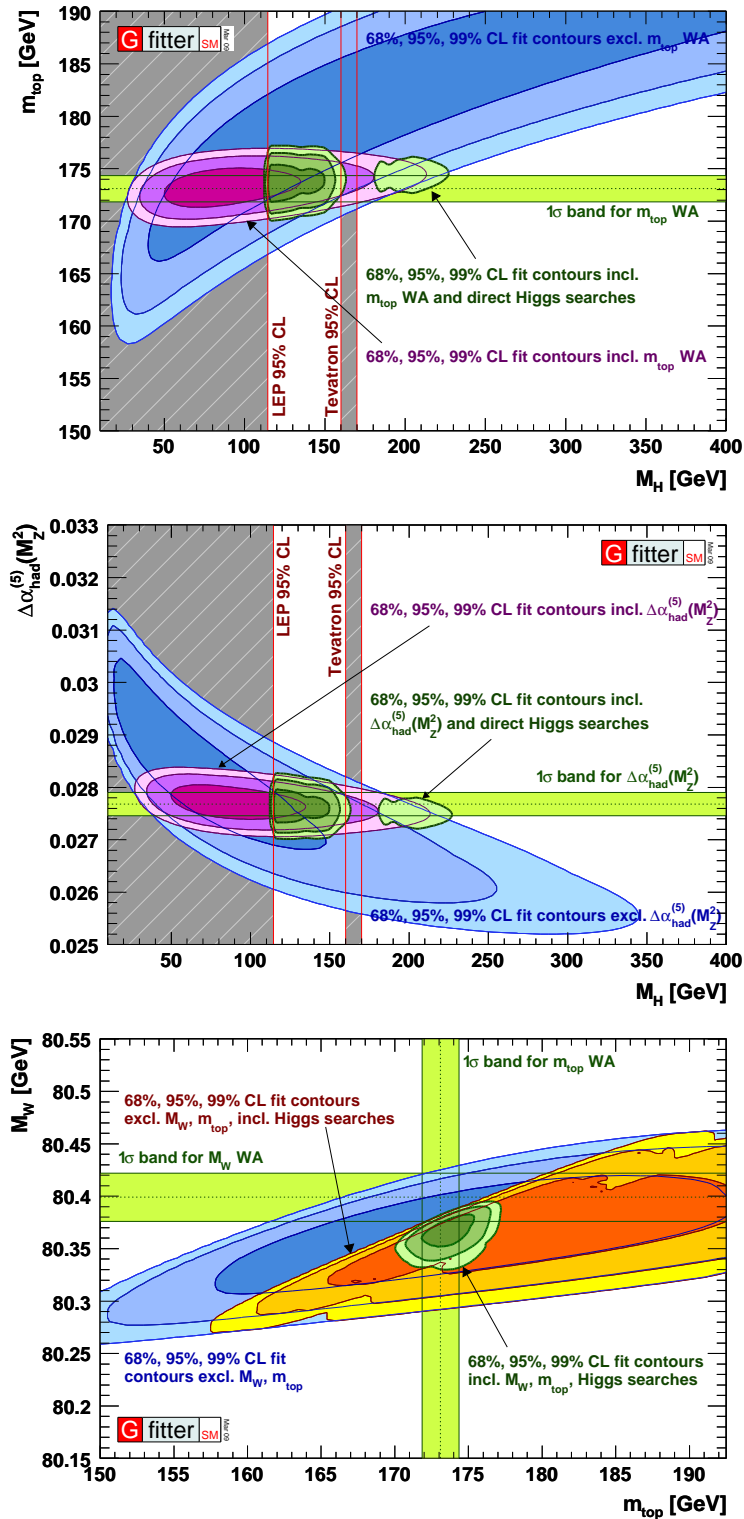 m_top [GeV]
190
185
180
175
170
165
160
155
150
G fitter SM
Mar 09
68%, 95%, 99% CL fit contours excl. m_top WA
1σ band for m_top WA
68%, 95%, 99% CL fit contours incl.
m_top WA and direct Higgs searches
68%, 95%, 99% CL fit contours incl. m_top WA
LEP 95% CL
Tevatron 95% CL
50 100 150 200 250 300 350 400
M_H [GeV]
Δα_had^(5)(M_Z^2)
0.033
0.032
0.031
0.03
0.029
0.028
0.027
0.026
0.025
LEP 95% CL
Tevatron 95% CL
G fitter SM
Mar 09
68%, 95%, 99% CL fit contours incl. Δα_had^(5)(M_Z^2)
68%, 95%, 99% CL fit contours incl.
Δα_had^(5)(M_Z^2) and direct Higgs searches
1σ band for Δα_had^(5)(M_Z^2)
68%, 95%, 99% CL fit contours excl. Δα_had^(5)(M_Z^2)
50 100 150 200 250 300 350 400
M_H [GeV]
M_W [GeV]
80.55
80.5
80.45
80.4
80.35
80.3
80.25
80.2
80.15
1σ band for m_top WA
68%, 95%, 99% CL fit contours
excl. M_W, m_top, incl. Higgs searches
1σ band for M_W WA
68%, 95%, 99% CL fit
contours excl. M_W, m_top
68%, 95%, 99% CL fit contours
incl. M_W, m_top, Higgs searches
G fitter SM
Mar 09
150 155 160 165 170 175 180 185 190
m_top [GeV]